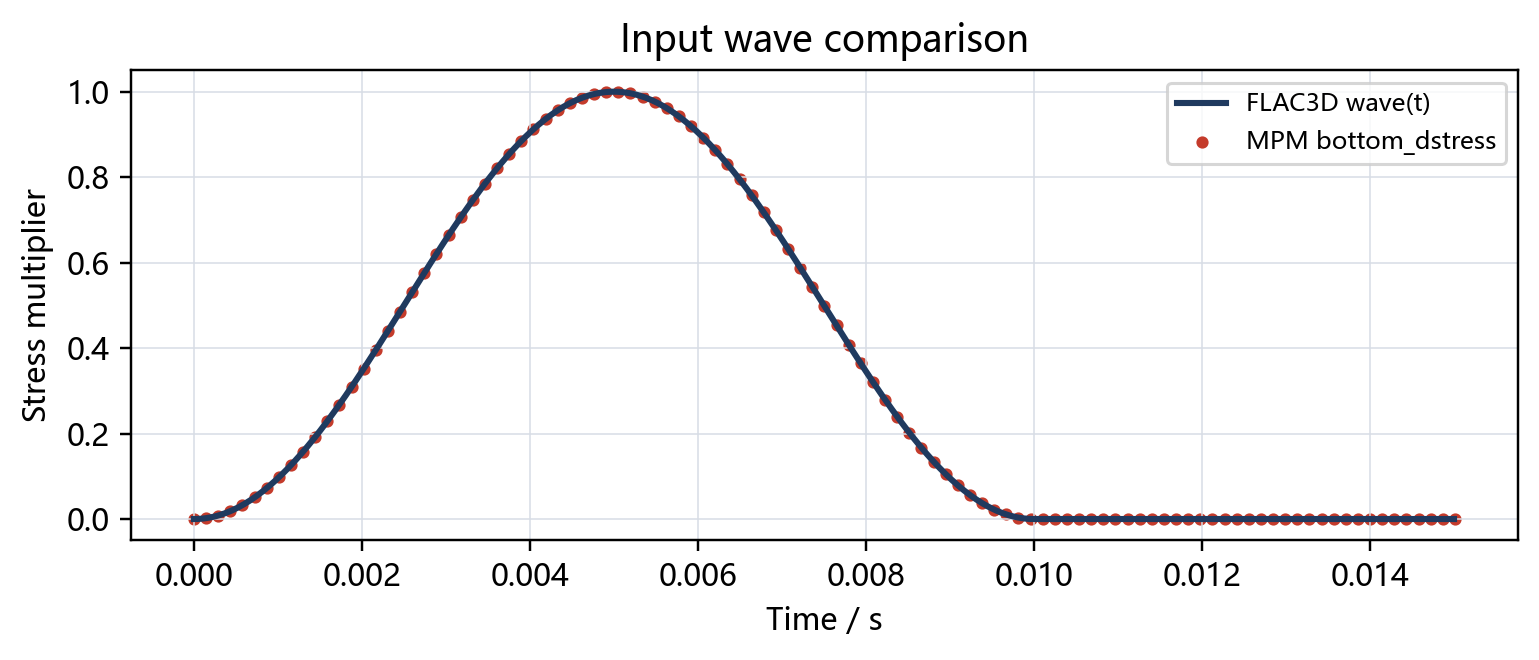 Input wave comparison
FLAC3D wave(t)
MPM bottom_dstress
Stress multiplier
1.0
0.8
0.6
0.4
0.2
0.0
0.000 0.002 0.004 0.006 0.008 0.010 0.012 0.014
Time / s